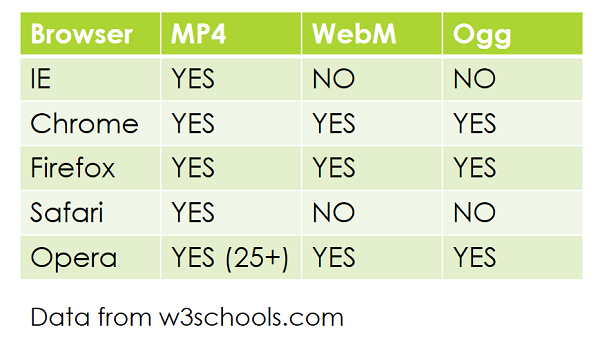 Browser MP4 WebM Ogg
IE YES NO NO
Chrome YES YES YES
Firefox YES YES YES
Safari YES NO NO
Opera YES (25+) YES YES
Data from w3schools.com